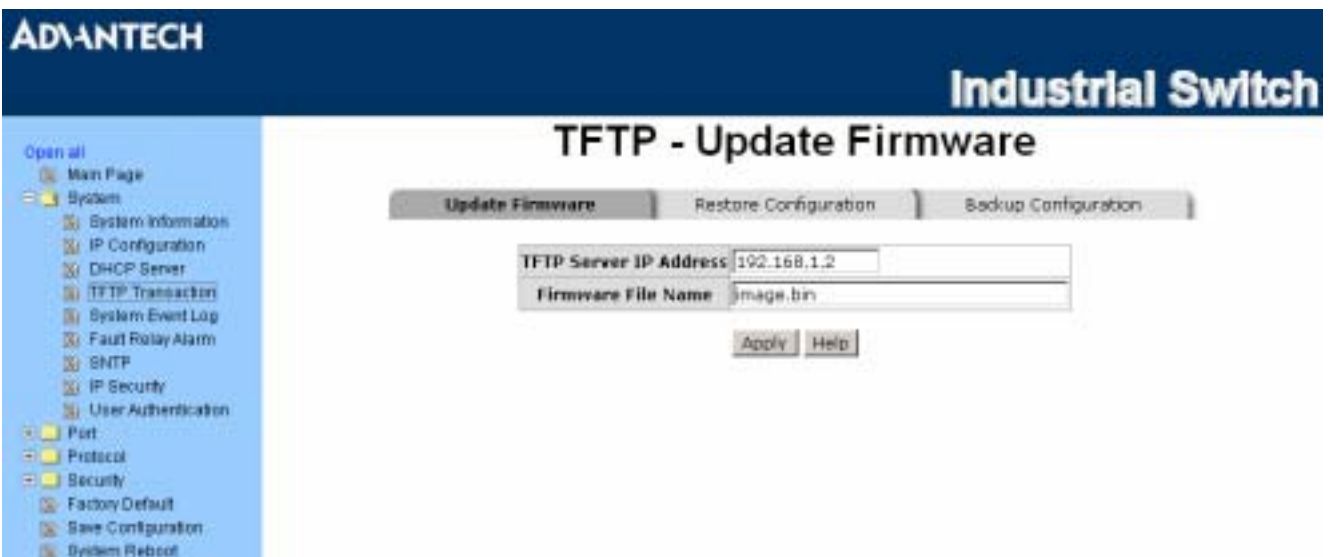 ADVANTECH
Industrial Switch
Open all
Main Page
System
System Information
IP Configuration
DHCP Server
TFTP Transaction
System Event Log
Fault Relay Alarm
SNTP
IP Security
User Authentication
Port
Protocol
Security
Factory Default
Save Configuration
System Reboot
TFTP - Update Firmware
Update Firmware
Restore Configuration
Backup Configuration
TFTP Server IP Address 192.168.1.2
Firmware File Name image.bin
Apply Help